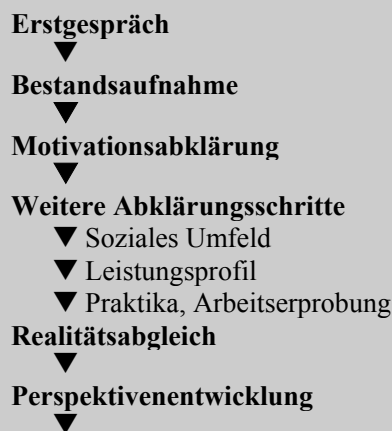 Erstgespräch
▼
Bestandsaufnahme
▼
Motivationsabklärung
▼
Weitere Abklärungsschritte
▼ Soziales Umfeld
▼ Leistungsprofil
▼ Praktika, Arbeitserprobung
Realitätsabgleich
▼
Perspektivenentwicklung
▼